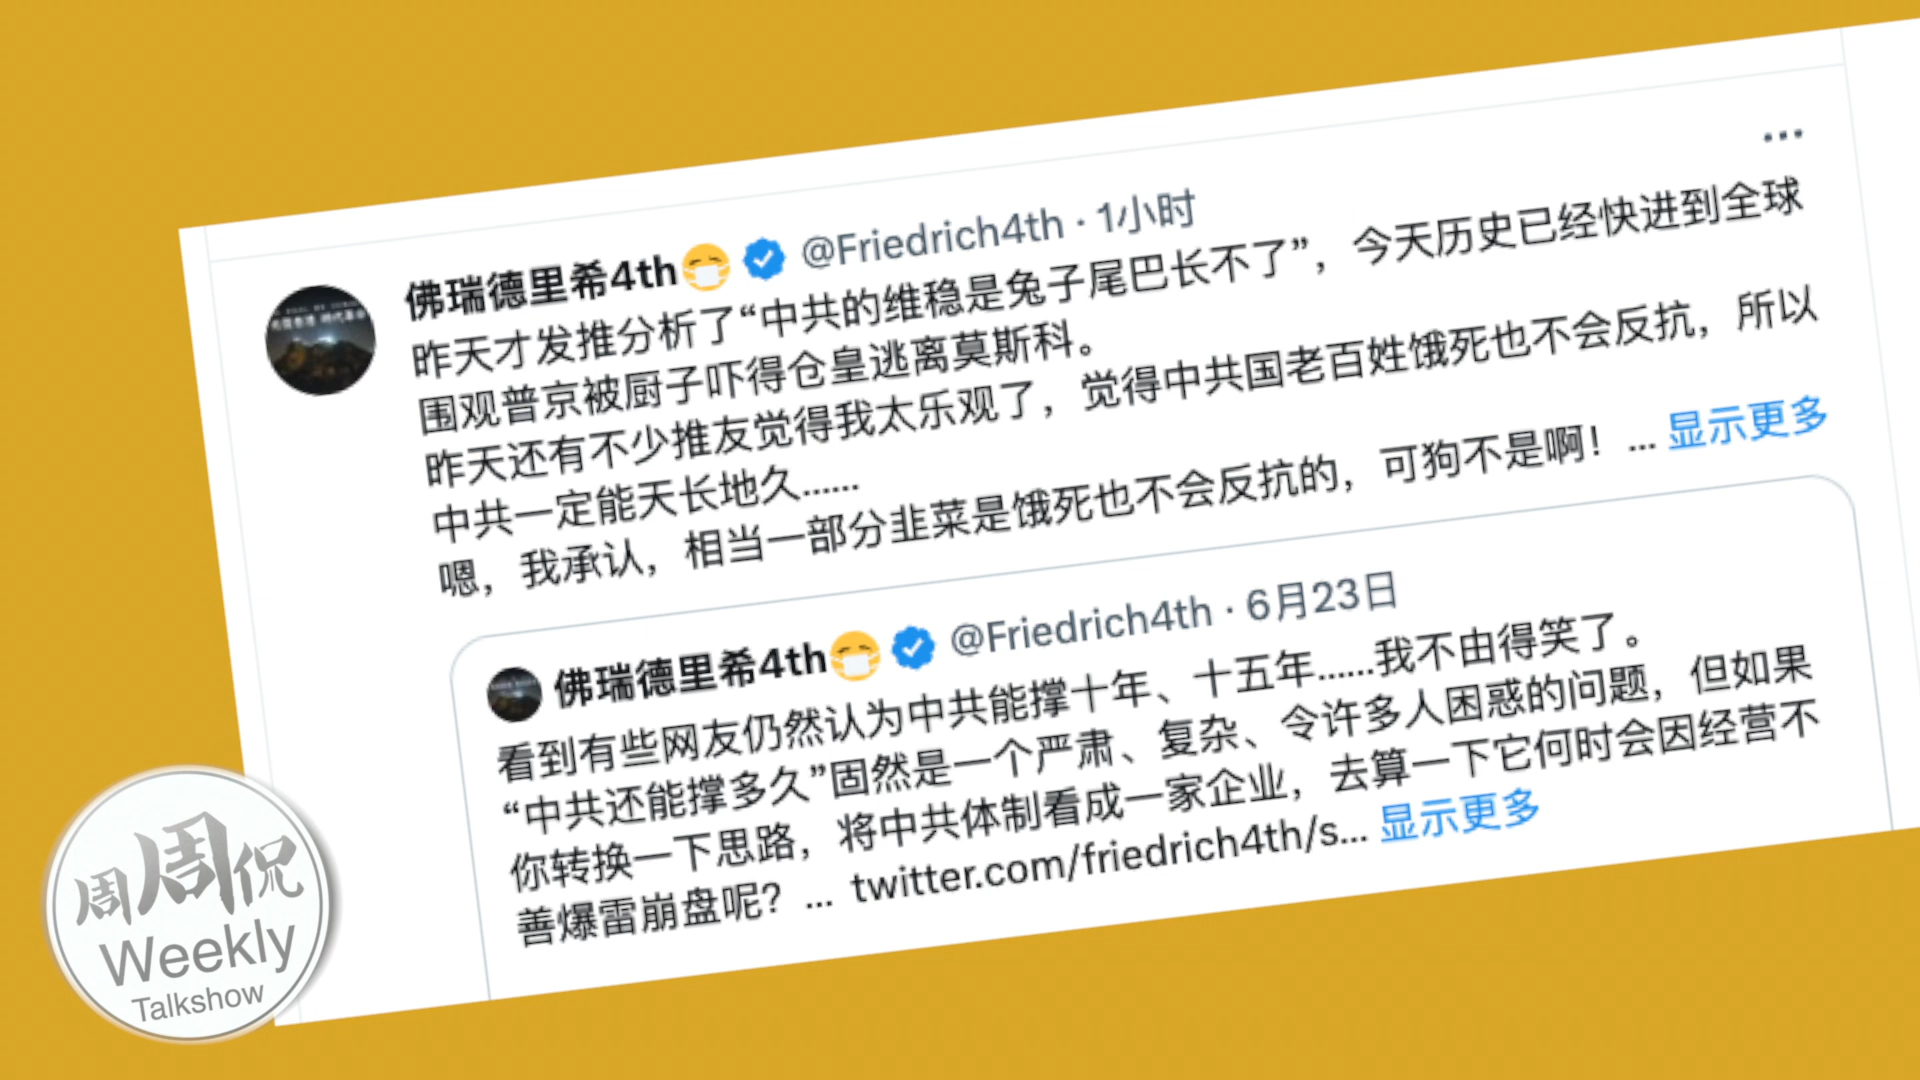 佛瑞德里希4th😷 @Friedrich4th · 1小时
昨天才发推分析了“中共的维稳是兔子尾巴长不了”，今天历史已经快进到全球
围观普京被厨子吓得仓皇逃离莫斯科。
昨天还有不少推友觉得我太乐观了，觉得中共国老百姓饿死也不会反抗，所以
中共一定能天长地久......
嗯，我承认，相当一部分韭菜是饿死也不会反抗的，可狗不是啊！... 显示更多
佛瑞德里希4th😷 @Friedrich4th · 6月23日
看到有些网友仍然认为中共能撑十年、十五年......我不由得笑了。
“中共还能撑多久”固然是一个严肃、复杂、令许多人困惑的问题，但如果
你转换一下思路，将中共体制看成一家企业，去算一下它何时会因经营不
善爆雷崩盘呢？... twitter.com/friedrich4th/s... 显示更多
周周侃
Weekly
Talkshow